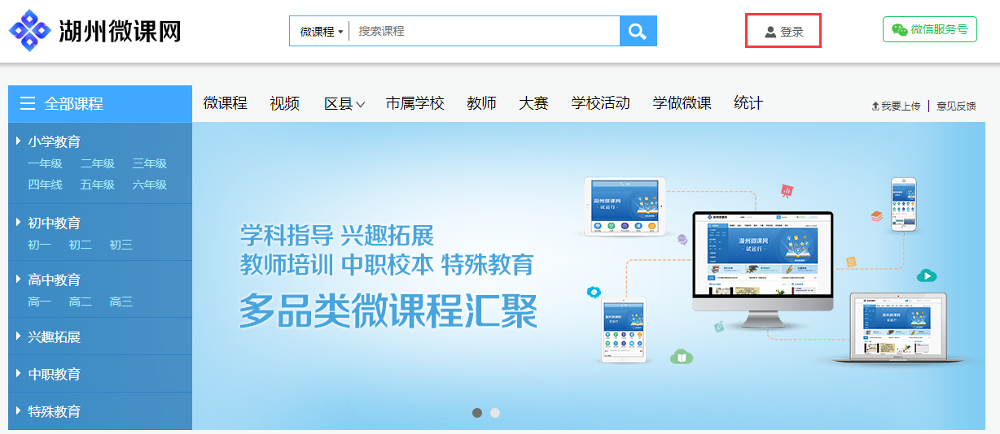 湖州微课网
微课程
搜索课程
登录
微信服务号
全部课程
微课程 视频 区县 市属学校 教师 大赛 学校活动 学做微课 统计
我要上传 意见反馈
小学教育
一年级 二年级 三年级
四年线 五年级 六年级
初中教育
初一 初二 初三
高中教育
高一 高二 高三
兴趣拓展
中职教育
特殊教育
学科指导 兴趣拓展
教师培训 中职校本 特殊教育
多品类微课程汇聚
湖州微课网
试运行
湖州微课网
湖州微课网
试运行